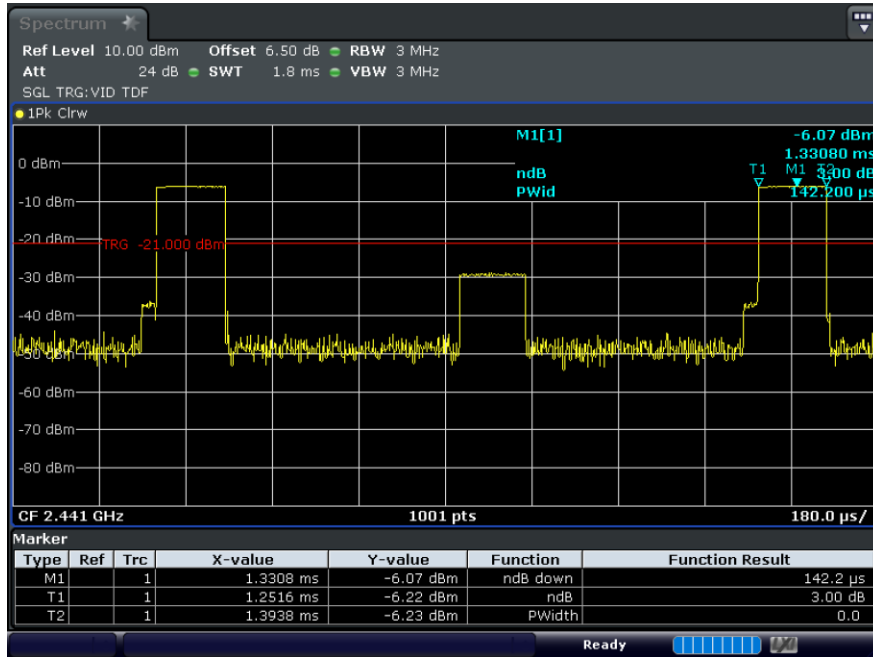 Spectrum
Ref Level 10.00 dBm Offset 6.50 dB RBW 3 MHz
Att 24 dB SWT 1.8 ms VBW 3 MHz
SGL TRG:VID TDF
1Pk Clrw
M1[1] -6.07 dBm
1.33080 ms
ndB 3.00 dB
PWid 142.200 µs
T1 M1 T2
0 dBm
-10 dBm
-20 dBm
TRG -21.000 dBm
-30 dBm
-40 dBm
-50 dBm
-60 dBm
-70 dBm
-80 dBm
CF 2.441 GHz 1001 pts 180.0 µs/
Marker
Type Ref Trc X-value Y-value Function Function Result
M1 1 1.3308 ms -6.07 dBm ndB down 142.2 µs
T1 1 1.2516 ms -6.22 dBm ndB 3.00 dB
T2 1 1.3938 ms -6.23 dBm PWidth 0.0
Ready